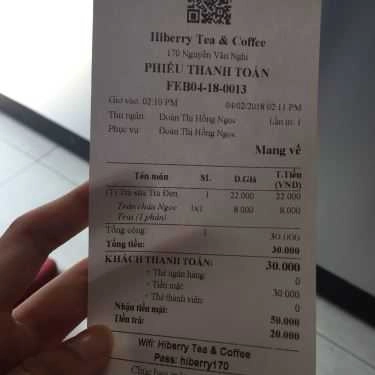 Hiberry Tea & Coffee
170 Nguyễn Văn Nghi
PHIẾU THANH TOÁN
FEB04-18-0013
Giờ vào: 02:10 PM 04/02/2018 02:11 PM
Thu ngân: Đoàn Thị Hồng Ngọc Lần in: 1
Phục vụ: Đoàn Thị Hồng Ngọc
Mang về
Tên món SL Đ.Giá T.Tiền (VND)
(T) Trà sữa Trà Đen 1 22.000 22.000
Trân châu Ngọc 1x1 8.000 8.000
Trai (1 phần)
Tổng cộng: 1 30.000
Tổng tiền: 30.000
KHÁCH THANH TOÁN: 30.000
+ Thẻ ngân hàng: 0
+ Tiền mặt: 30.000
+ Thẻ thành viên: 0
Nhận tiền mặt: 50.000
Tiền trả: 20.000
Wifi: Hiberry Tea & Coffee
Pass: hiberry170